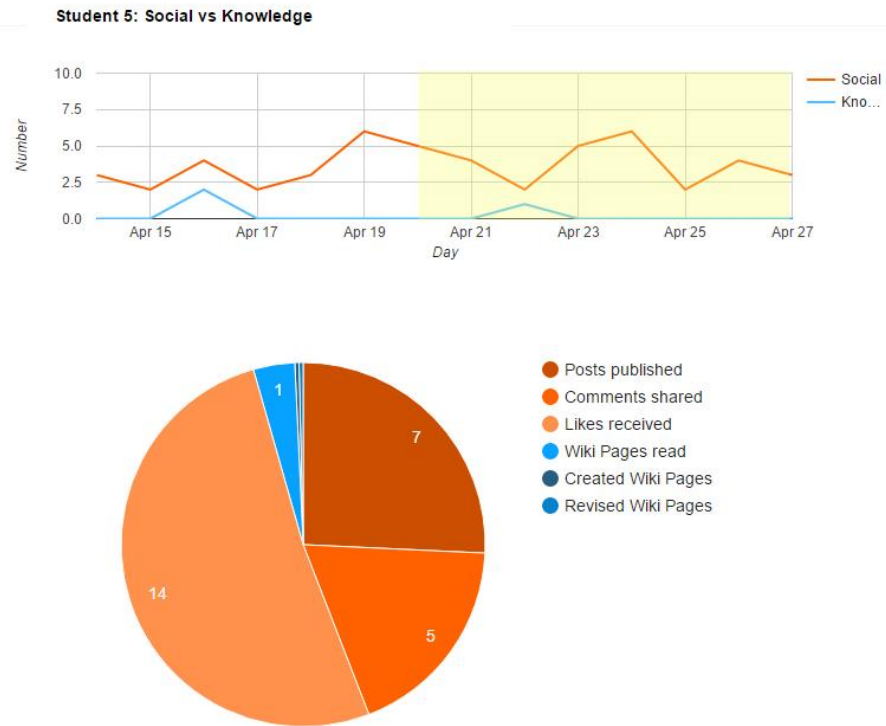 Student 5: Social vs Knowledge
10.0
7.5
5.0
2.5
0.0
Number
Social
Kno...
Apr 15 Apr 17 Apr 19 Apr 21 Apr 23 Apr 25 Apr 27
Day
Posts published
Comments shared
Likes received
Wiki Pages read
Created Wiki Pages
Revised Wiki Pages
1
7
14
5